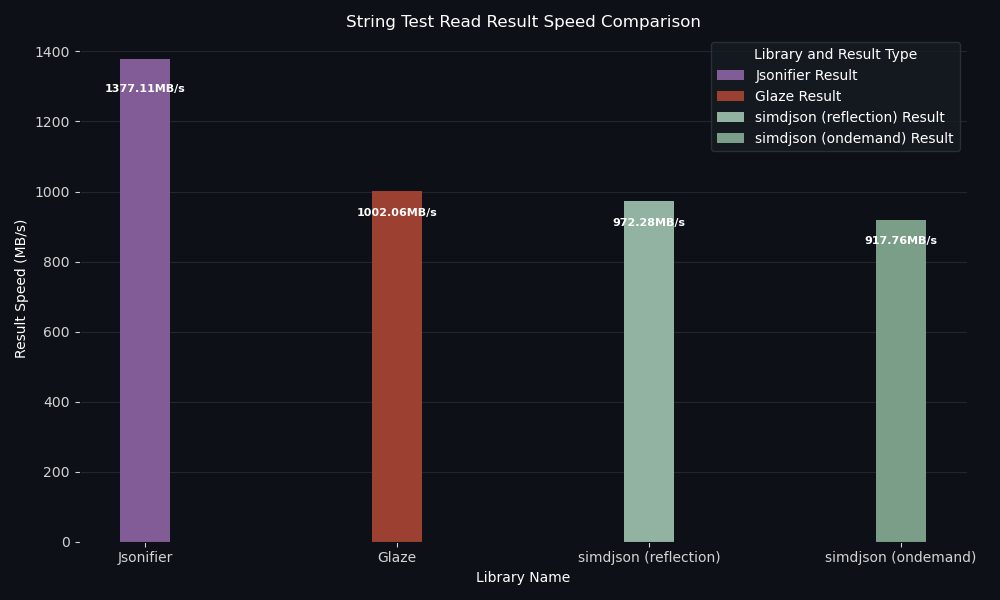 String Test Read Result Speed Comparison
Library and Result Type
Jsonifier Result
Glaze Result
simdjson (reflection) Result
simdjson (ondemand) Result
Result Speed (MB/s)
1400
1200
1000
800
600
400
200
0
1377.11MB/s
1002.06MB/s
972.28MB/s
917.76MB/s
Jsonifier
Glaze
simdjson (reflection)
simdjson (ondemand)
Library Name